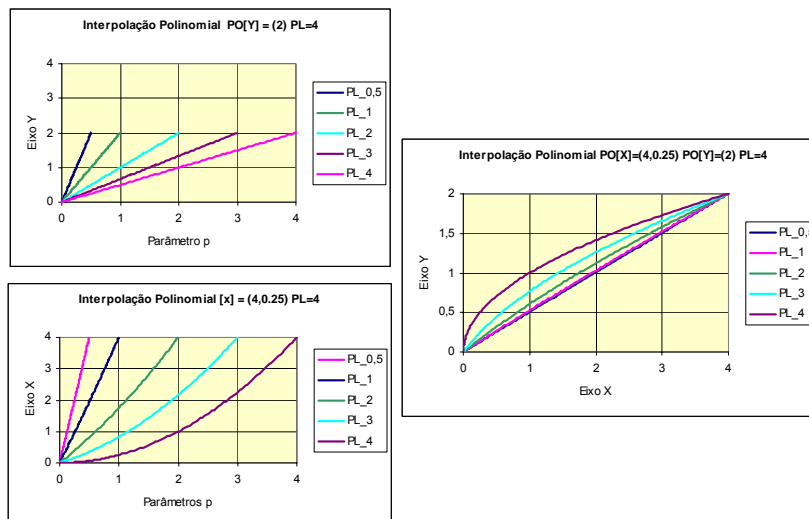 Interpolação Polinomial PO[Y] = (2) PL=4
Eixo Y
4
3
2
1
0
0 1 2 3 4
Parâmetro p
PL_0,5
PL_1
PL_2
PL_3
PL_4
Interpolação Polinomial [x] = (4,0.25) PL=4
Eixo X
4
3
2
1
0
0 1 2 3 4
Parâmetros p
PL_0,5
PL_1
PL_2
PL_3
PL_4
Interpolação Polinomial PO[X]=(4,0.25) PO[Y]=(2) PL=4
Eixo Y
2
1,5
1
0,5
0
0 1 2 3 4
Eixo X
PL_0,5
PL_1
PL_2
PL_3
PL_4